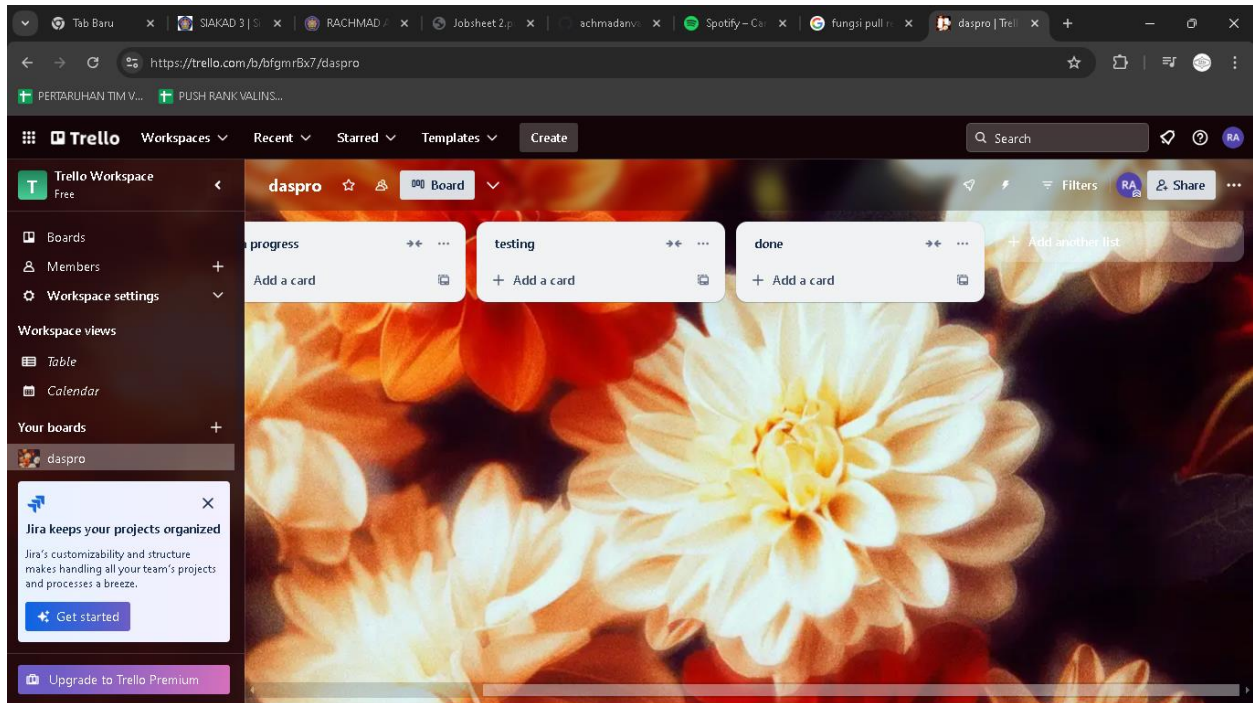 Tab Baru
SIAKAD 3 | S
RACHMAD A
Jobsheet 2.p
achmadanv
Spotify – Ca
fungsi pull r
daspro | Trell
https://trello.com/b/bfgmrBx7/daspro
PERTARUHAN TIM V...
PUSH RANK VALINS...
Trello
Workspaces
Recent
Starred
Templates
Create
Search
RA
T
Trello Workspace
Free
daspro
Board
Filters
RA
Share
Boards
Members
Workspace settings
Workspace views
Table
Calendar
Your boards
daspro
progress
Add a card
testing
Add a card
done
Add a card
Add another list
Jira keeps your projects organized
Jira's customizability and structure
makes handling all your team's projects
and processes a breeze.
Get started
Upgrade to Trello Premium